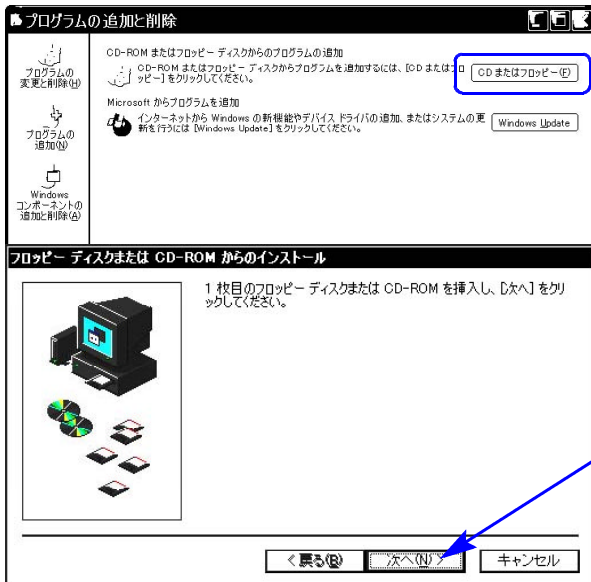 プログラムの追加と削除
プログラムの
変更と削除(H)
プログラムの
追加(N)
Windows
コンポーネントの
追加と削除(A)
CD-ROM またはフロッピー ディスクからのプログラムの追加
CD-ROM またはフロッピー ディスクからプログラムを追加するには、[CD またはフロ
ッピー] をクリックしてください。
CD またはフロッピー(F)
Microsoft からプログラムを追加
インターネットから Windows の新機能やデバイス ドライバの追加、またはシステムの更
新を行うには [Windows Update] をクリックしてください。
Windows Update
フロッピー ディスクまたは CD-ROM からのインストール
1 枚目のフロッピー ディスクまたは CD-ROM を挿入し、[次へ] をクリ
ックしてください。
< 戻る(B)
次へ(N) >
キャンセル